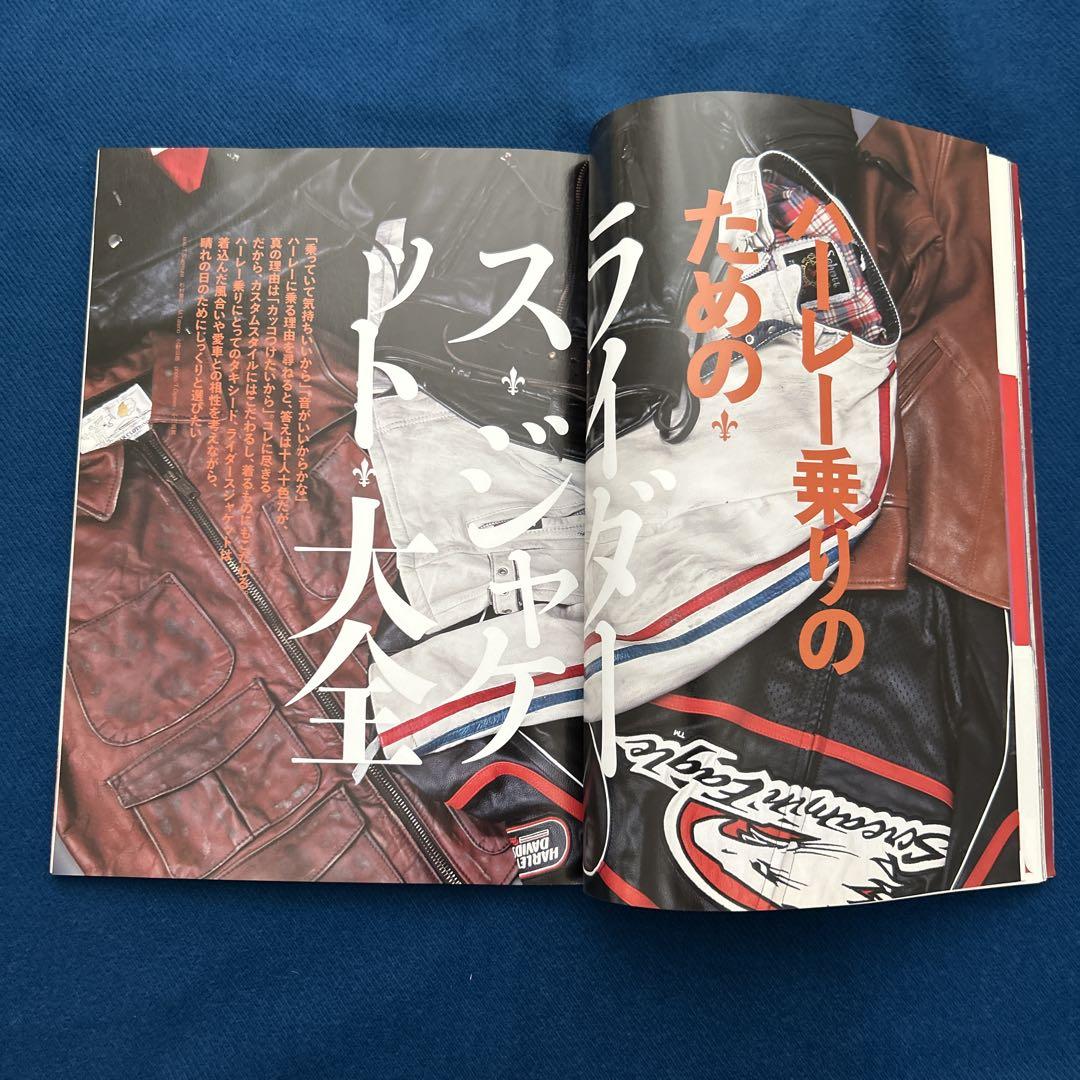 ハーレー乗りの
ための
ライダー
スジャケ
ット大全
「乗っていて気持ちいいから」「音がいいからかな」
ハーレーに乗る理由を尋ねると、答えは十人十色だが、
真の理由は「カッコつけたいから」、コレに尽きる。
だから、カスタムスタイルにはこだわるし、着るものにもこだわる
ハーレー乗りにとってのタキシード、ライダースジャケットは、
着込んだ風合いや愛車との相性を考えながら、
晴れの日のためにじっくりと選びたい
Schott
Screamin' Eagle
TM
HARLEY
DAVIDS